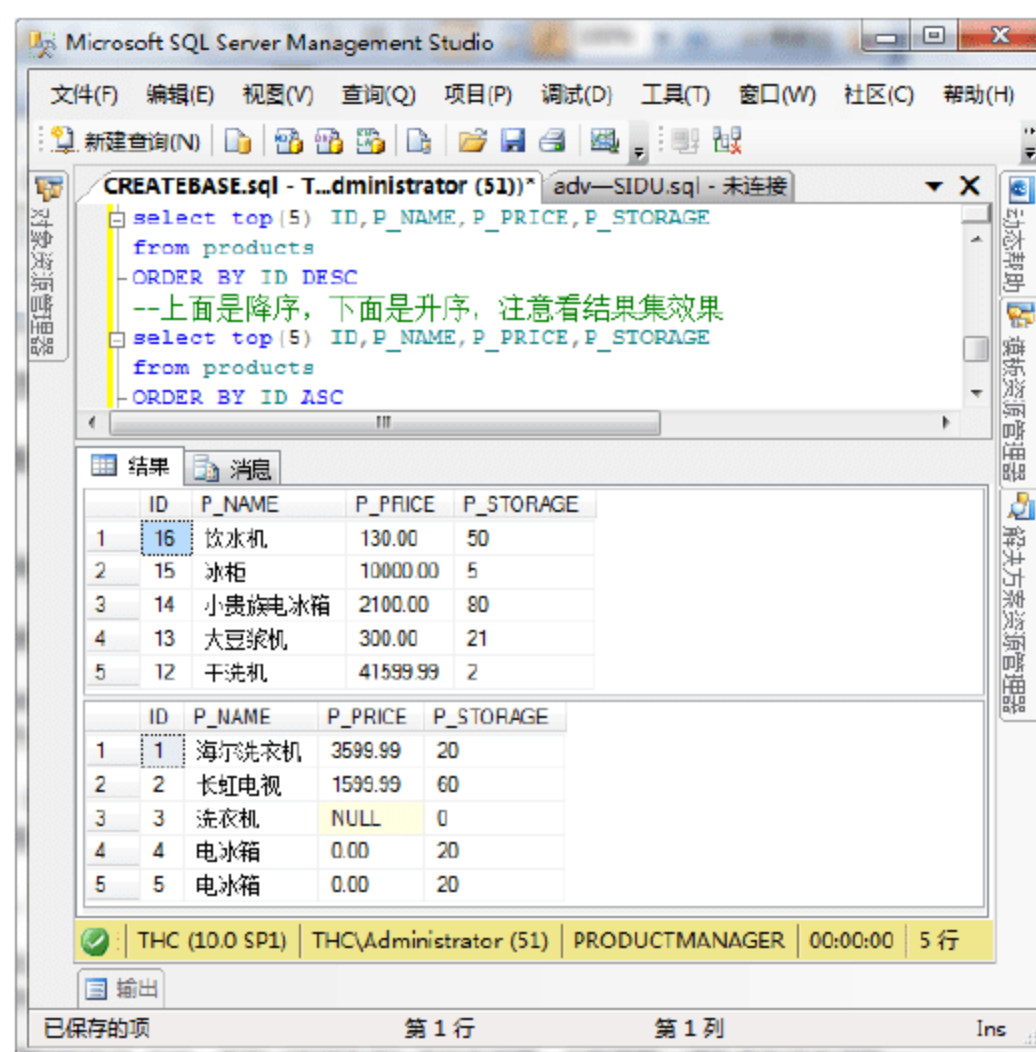 Microsoft SQL Server Management Studio
文件(F) 编辑(E) 视图(V) 查询(Q) 项目(P) 调试(D) 工具(T) 窗口(W) 社区(C) 帮助(H)
新建查询(N)
CREATEBASE.sql - T...dministrator (51))* adv—SIDU.sql - 未连接
对象资源管理器
select top(5) ID,P_NAME,P_PRICE,P_STORAGE
from products
ORDER BY ID DESC
--上面是降序，下面是升序，注意看结果集效果
select top(5) ID,P_NAME,P_PRICE,P_STORAGE
from products
ORDER BY ID ASC
动态帮助
模板资源管理器
解决方案资源管理器
结果 消息
ID P_NAME P_PRICE P_STORAGE
1 16 饮水机 130.00 50
2 15 冰柜 10000.00 5
3 14 小贵族电冰箱 2100.00 80
4 13 大豆浆机 300.00 21
5 12 干洗机 41599.99 2
ID P_NAME P_PRICE P_STORAGE
1 1 海尔洗衣机 3599.99 20
2 2 长虹电视 1599.99 60
3 3 洗衣机 NULL 0
4 4 电冰箱 0.00 20
5 5 电冰箱 0.00 20
THC (10.0 SP1) THC\Administrator (51) PRODUCTMANAGER 00:00:00 5 行
输出
已保存的项 第 1 行 第 1 列 Ins